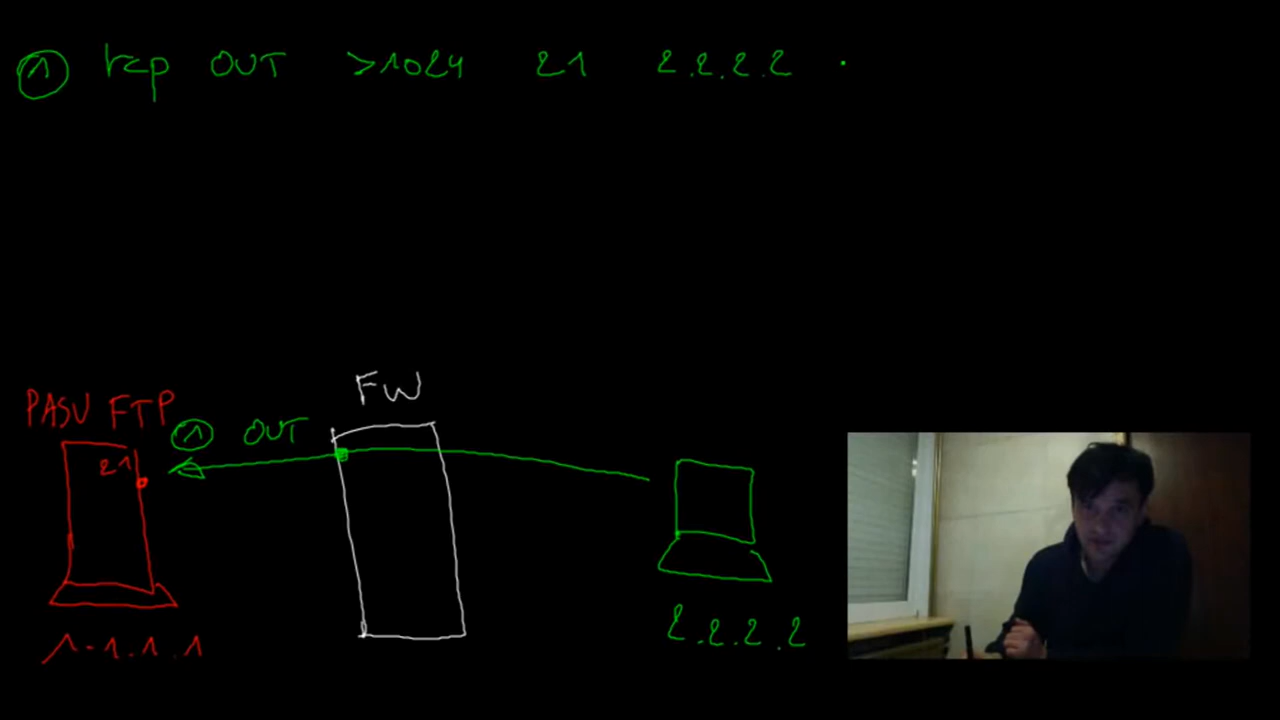 1 tcp OUT >1024 21 2.2.2.2 .
FW
PASV FTP
1 OUT
21
1.1.1.1
2.2.2.2